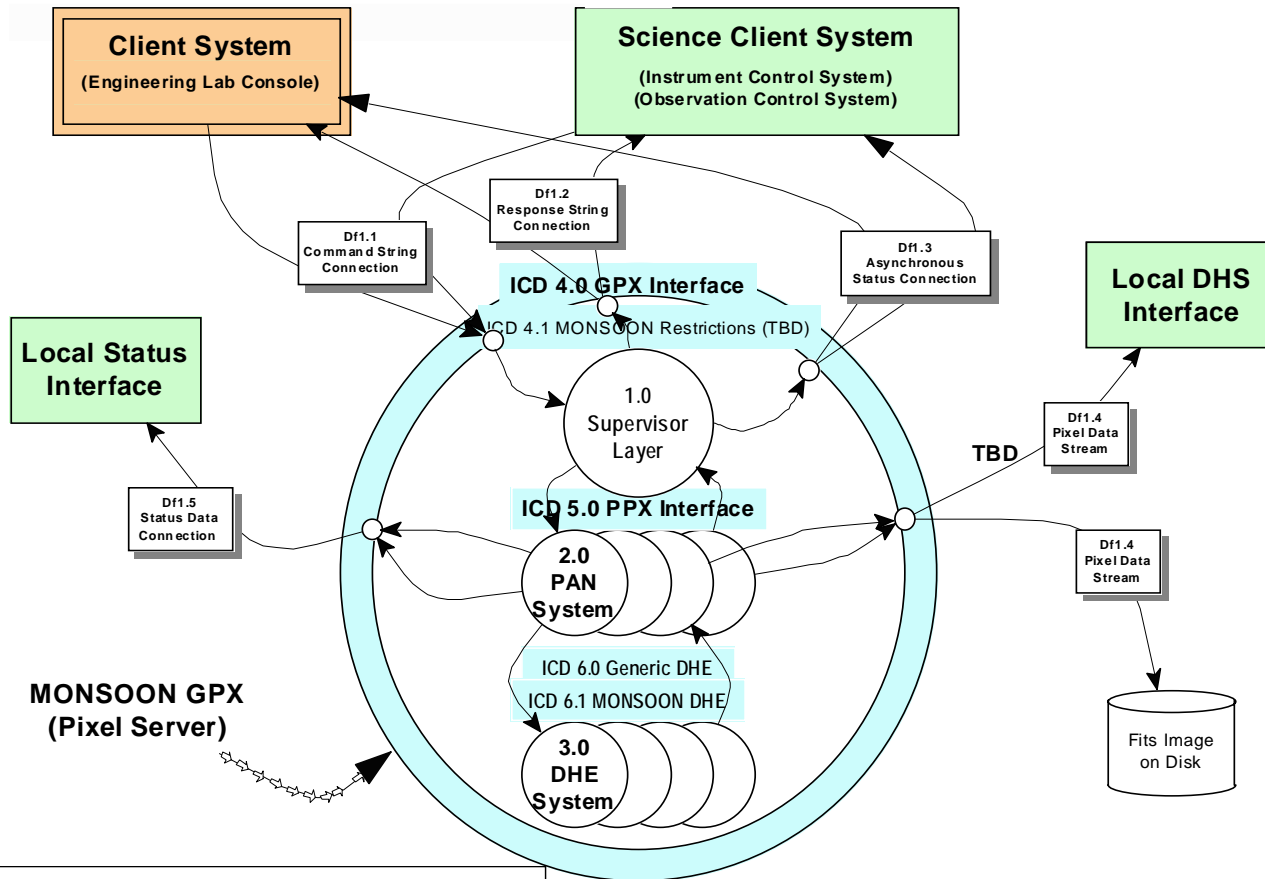 Client System
(Engineering Lab Console)
Science Client System
(Instrument Control System)
(Observation Control System)
Df1.1
Command String
Connection
Df1.2
Response String
Connection
Df1.3
Asynchronous
Status Connection
ICD 4.0 GPX Interface
ICD 4.1 MONSOON Restrictions (TBD)
Local DHS
Interface
Local Status
Interface
1.0
Supervisor
Layer
Df1.4
Pixel Data
Stream
TBD
Df1.5
Status Data
Connection
ICD 5.0 PPX Interface
2.0
PAN
System
Df1.4
Pixel Data
Stream
ICD 6.0 Generic DHE
ICD 6.1 MONSOON DHE
MONSOON GPX
(Pixel Server)
3.0
DHE
System
Fits Image
on Disk